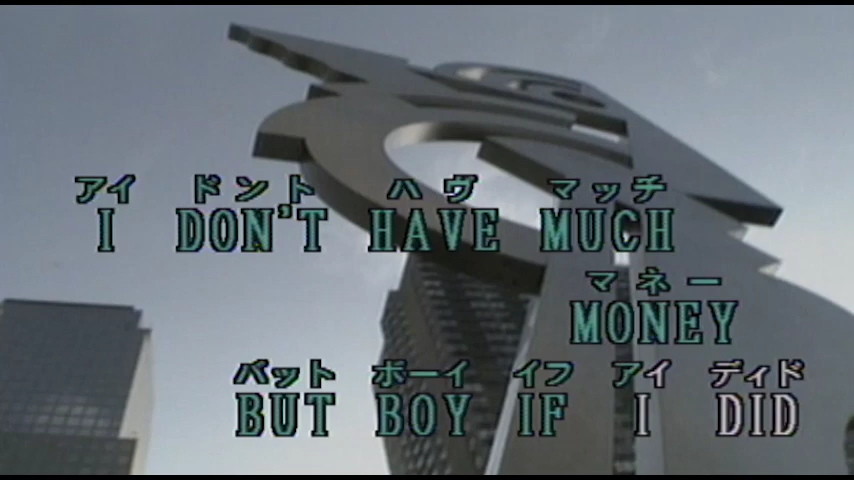 アイ ドント ハヴ マッチ
I DON'T HAVE MUCH
マネー
MONEY
バット ボーイ イフ アイ ディド
BUT BOY IF I DID